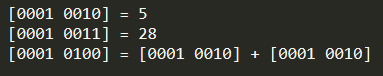 [0001 0010] = 5
[0001 0011] = 28
[0001 0100] = [0001 0010] + [0001 0010]